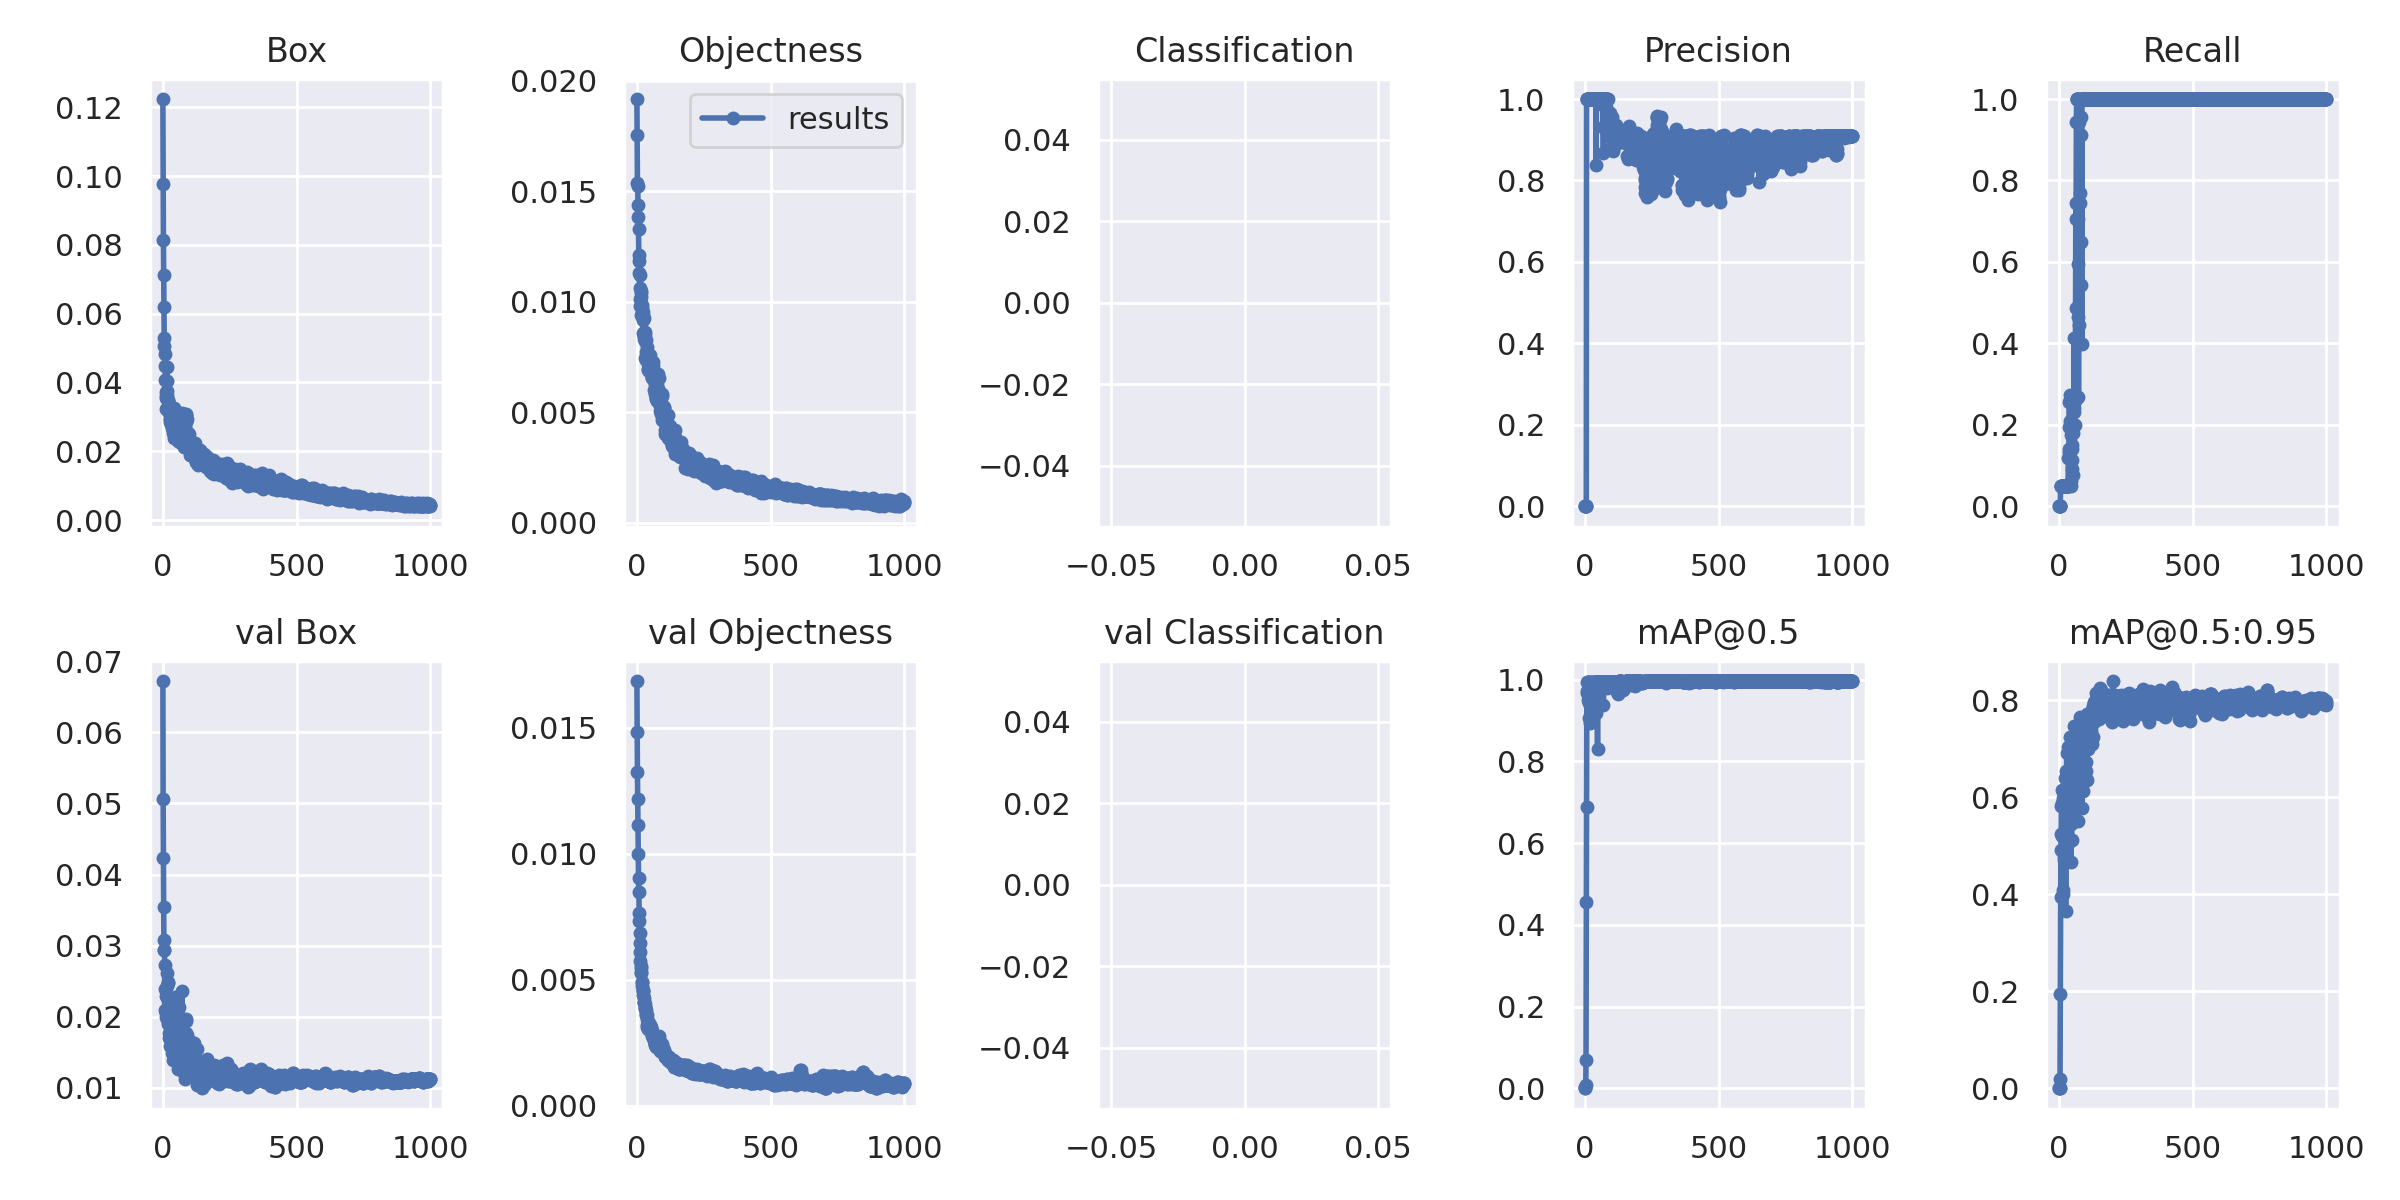 Box
0.12
0.10
0.08
0.06
0.04
0.02
0.00
0 500 1000
Objectness
results
0.020
0.015
0.010
0.005
0.000
0 500 1000
Classification
0.04
0.02
0.00
−0.02
−0.04
−0.05 0.00 0.05
Precision
1.0
0.8
0.6
0.4
0.2
0.0
0 500 1000
Recall
1.0
0.8
0.6
0.4
0.2
0.0
0 500 1000
val Box
0.07
0.06
0.05
0.04
0.03
0.02
0.01
0 500 1000
val Objectness
0.015
0.010
0.005
0.000
0 500 1000
val Classification
0.04
0.02
0.00
−0.02
−0.04
−0.05 0.00 0.05
mAP@0.5
1.0
0.8
0.6
0.4
0.2
0.0
0 500 1000
mAP@0.5:0.95
0.8
0.6
0.4
0.2
0.0
0 500 1000